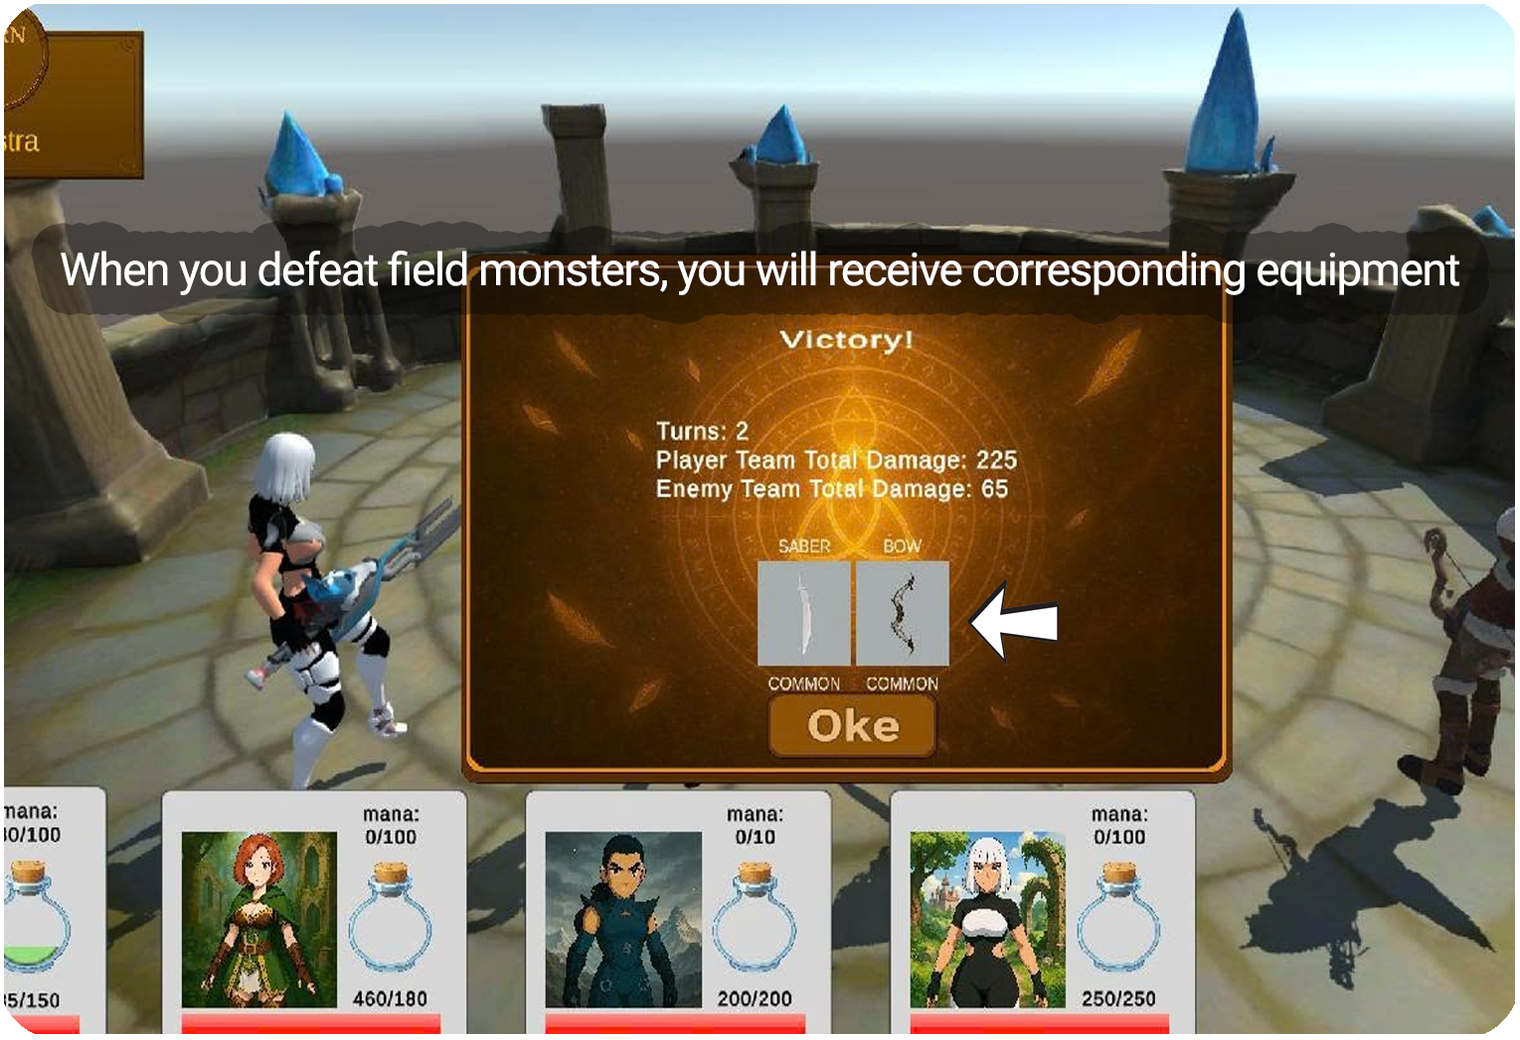 When you defeat field monsters, you will receive corresponding equipment
Victory!
Turns: 2
Player Team Total Damage: 225
Enemy Team Total Damage: 65
SABER BOW
COMMON COMMON
Oke
mana:
0/100
460/180
mana:
0/10
200/200
mana:
0/100
250/250